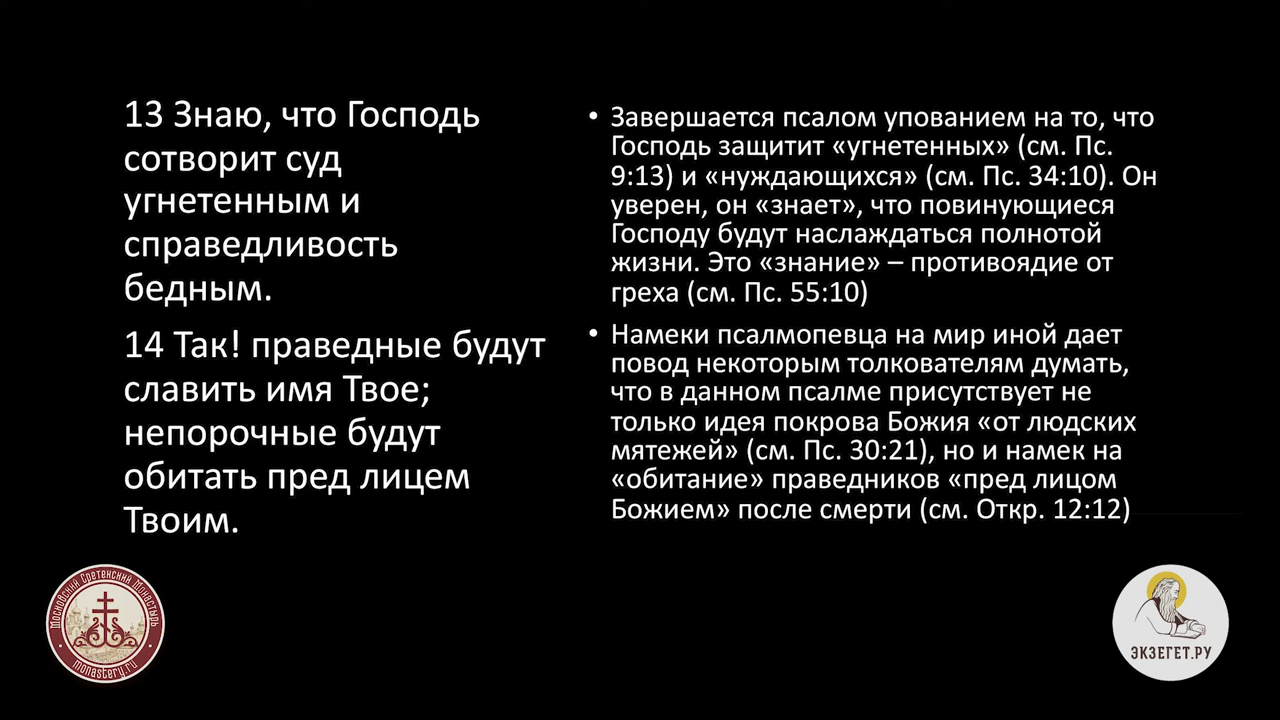 13 Знаю, что Господь
сотворит суд
угнетенным и
справедливость
бедным.
14 Так! праведные будут
славить имя Твое;
непорочные будут
обитать пред лицем
Твоим.
• Завершается псалом упованием на то, что
Господь защитит «угнетенных» (см. Пс.
9:13) и «нуждающихся» (см. Пс. 34:10). Он
уверен, он «знает», что повинующиеся
Господу будут наслаждаться полнотой
жизни. Это «знание» – противоядие от
греха (см. Пс. 55:10)
• Намеки псалмопевца на мир иной дает
повод некоторым толкователям думать,
что в данном псалме присутствует не
только идея покрова Божия «от людских
мятежей» (см. Пс. 30:21), но и намек на
«обитание» праведников «пред лицом
Божием» после смерти (см. Откр. 12:12)
Московский Сретенский Монастырь
monastery.ru
ЭКЗЕГЕТ.РУ